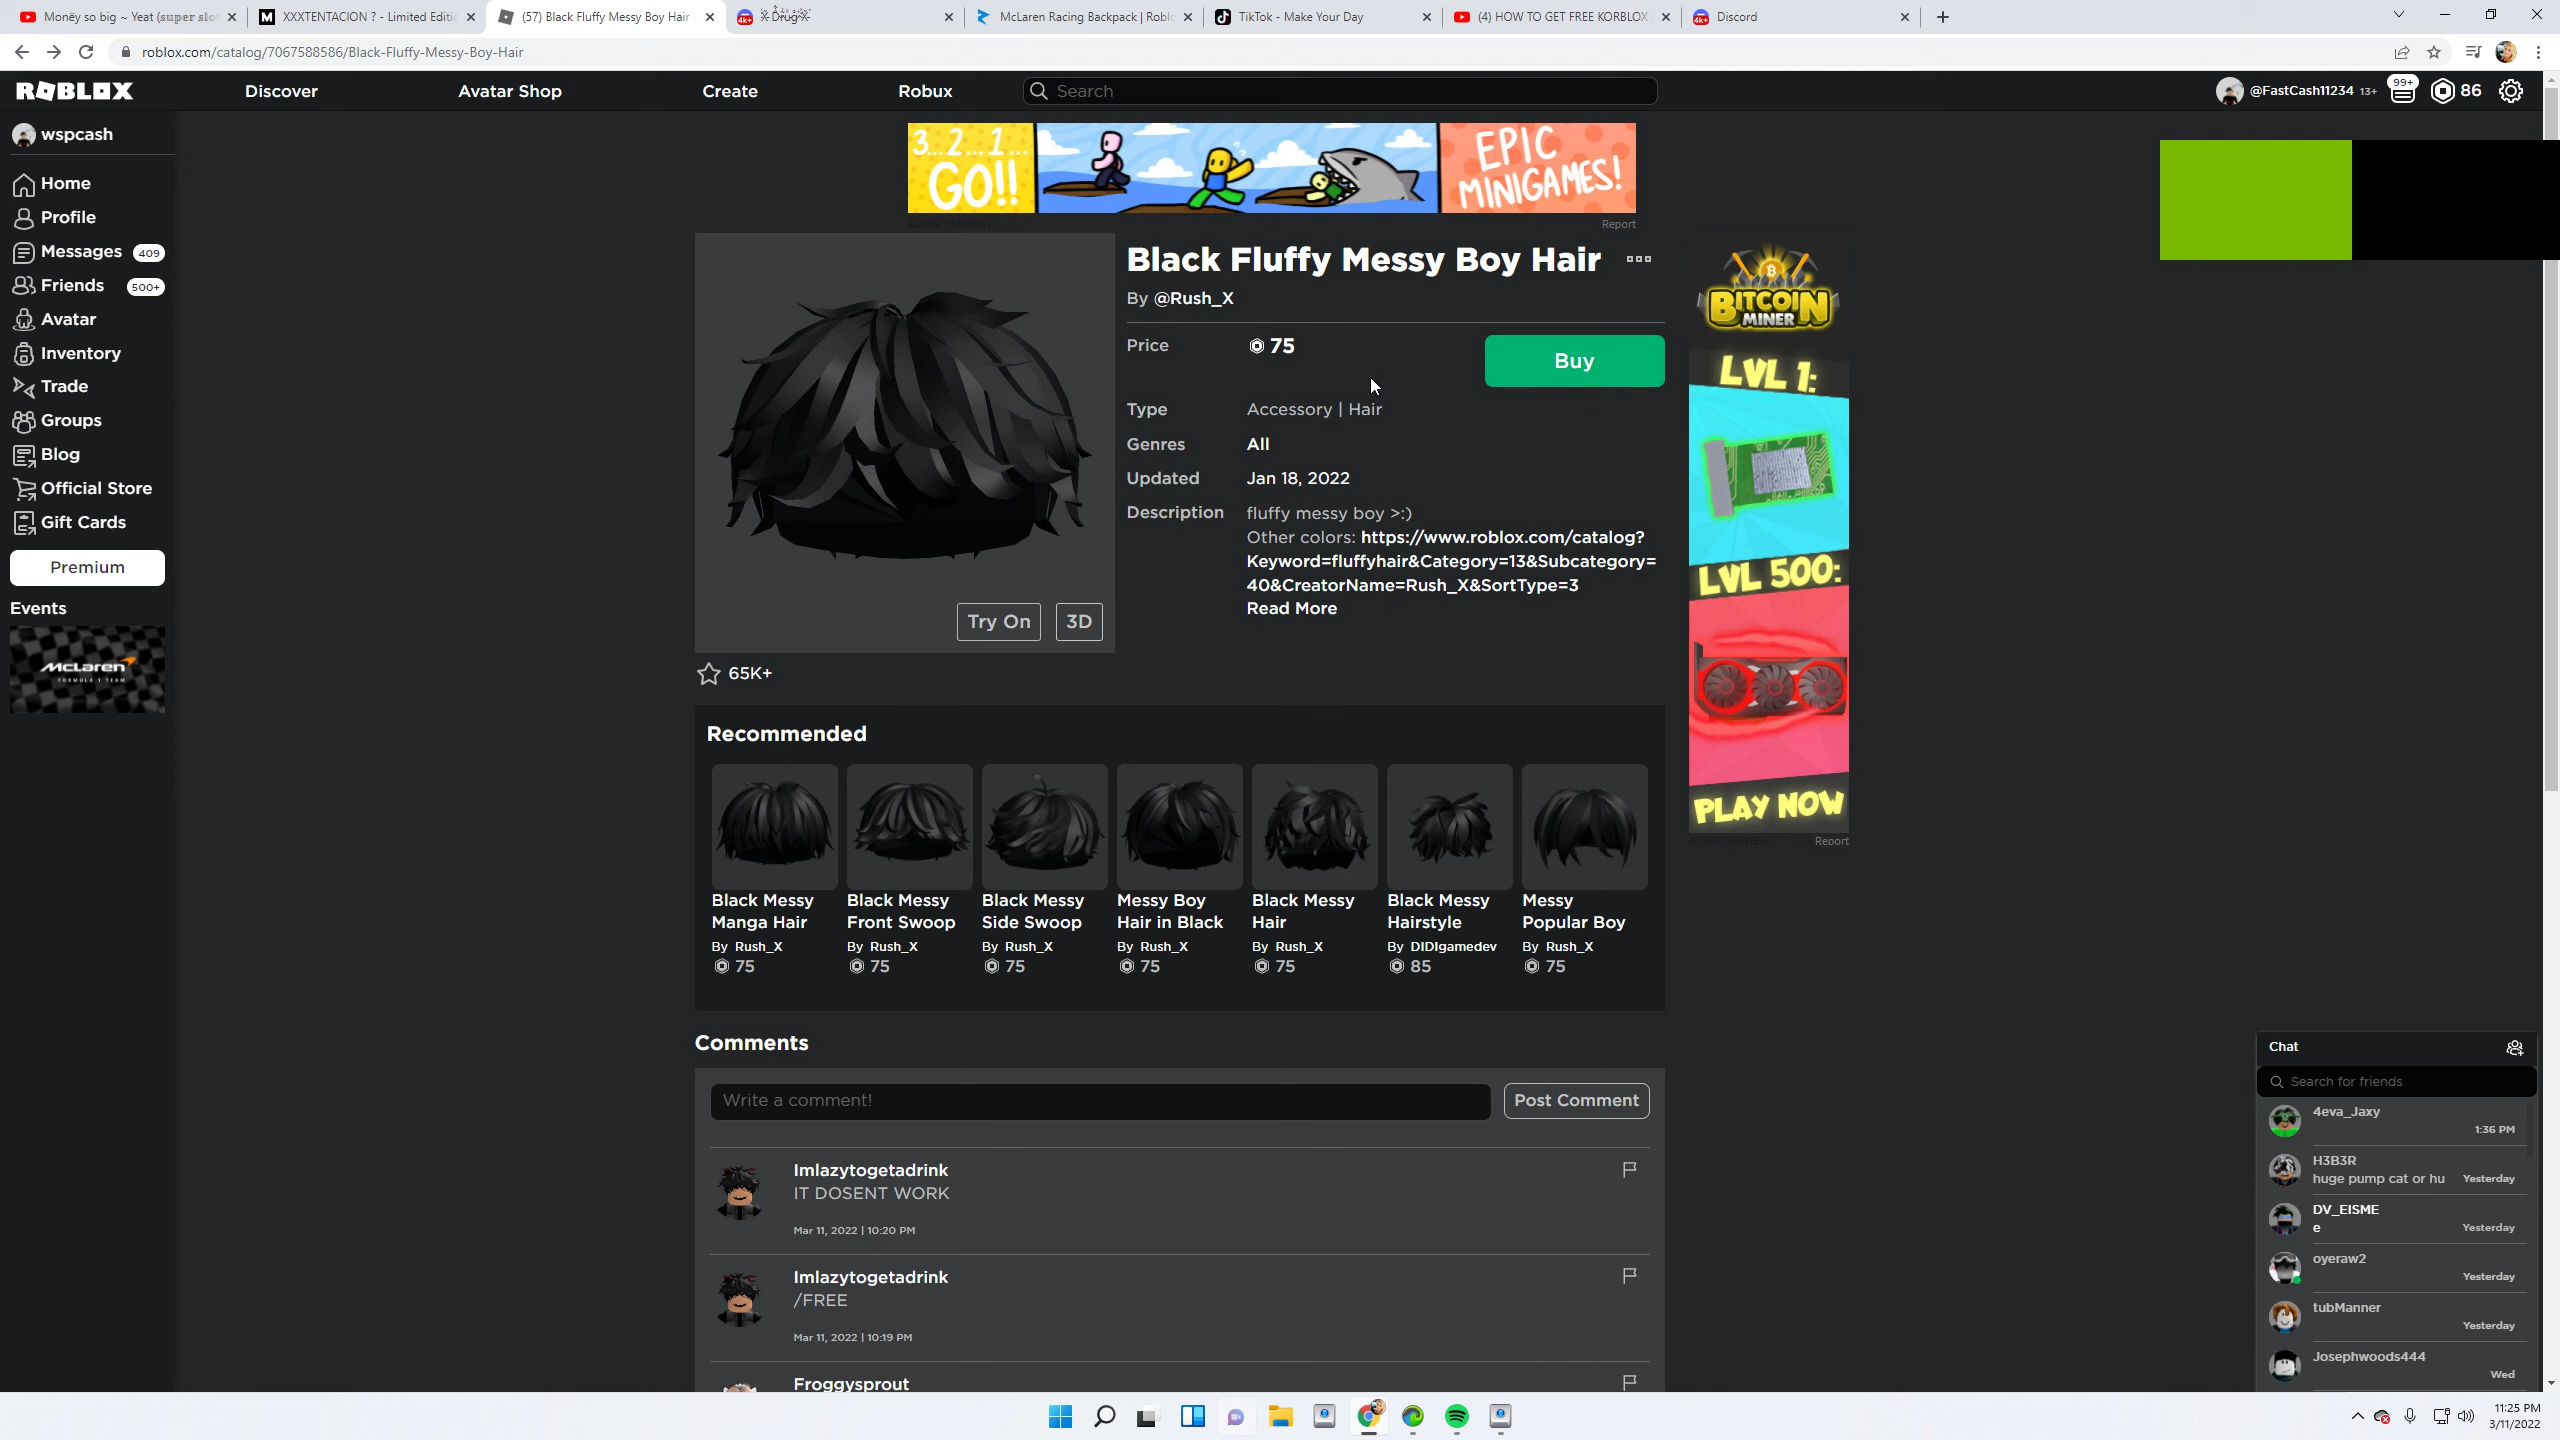 Monëy so big ~ Yeat (super slo
XXXTENTACION ? - Limited Editi
(57) Black Fluffy Messy Boy Hair
McLaren Racing Backpack | Roblo
TikTok - Make Your Day
(4) HOW TO GET FREE KORBLOX
Discord
roblox.com/catalog/7067588586/Black-Fluffy-Messy-Boy-Hair
ROBLOX
Discover
Avatar Shop
Create
Robux
Search
@FastCash11234 13+
99+
86
wspcash
Home
Profile
Messages 409
Friends 500+
Avatar
Inventory
Trade
Groups
Blog
Official Store
Gift Cards
Premium
Events
McLaren
FORMULA 1 TEAM
3...2...1...
GO!!
EPIC
MINIGAMES!
ADVERTISEMENT
Report
Black Fluffy Messy Boy Hair
By @Rush_X
Price 75
Buy
Type Accessory | Hair
Genres All
Updated Jan 18, 2022
Description fluffy messy boy >:)
Other colors: https://www.roblox.com/catalog?
Keyword=fluffyhair&Category=13&Subcategory=
40&CreatorName=Rush_X&SortType=3
Read More
Try On
3D
65K+
BITCOIN
MINER
LVL 1:
LVL 500:
PLAY NOW
ADVERTISEMENT
Report
Recommended
Black Messy
Manga Hair
By Rush_X
75
Black Messy
Front Swoop
By Rush_X
75
Black Messy
Side Swoop
By Rush_X
75
Messy Boy
Hair in Black
By Rush_X
75
Black Messy
Hair
By Rush_X
75
Black Messy
Hairstyle
By DIDIgamedev
85
Messy
Popular Boy
By Rush_X
75
Comments
Write a comment!
Post Comment
Imlazytogetadrink
IT DOSENT WORK
Mar 11, 2022 | 10:20 PM
Imlazytogetadrink
/FREE
Mar 11, 2022 | 10:19 PM
Froggysprout
Chat
Search for friends
4eva_Jaxy
1:36 PM
H3B3R
huge pump cat or hu Yesterday
DV_EISME
e Yesterday
oyeraw2
Yesterday
tubManner
Yesterday
Josephwoods444
Wed
11:25 PM
3/11/2022